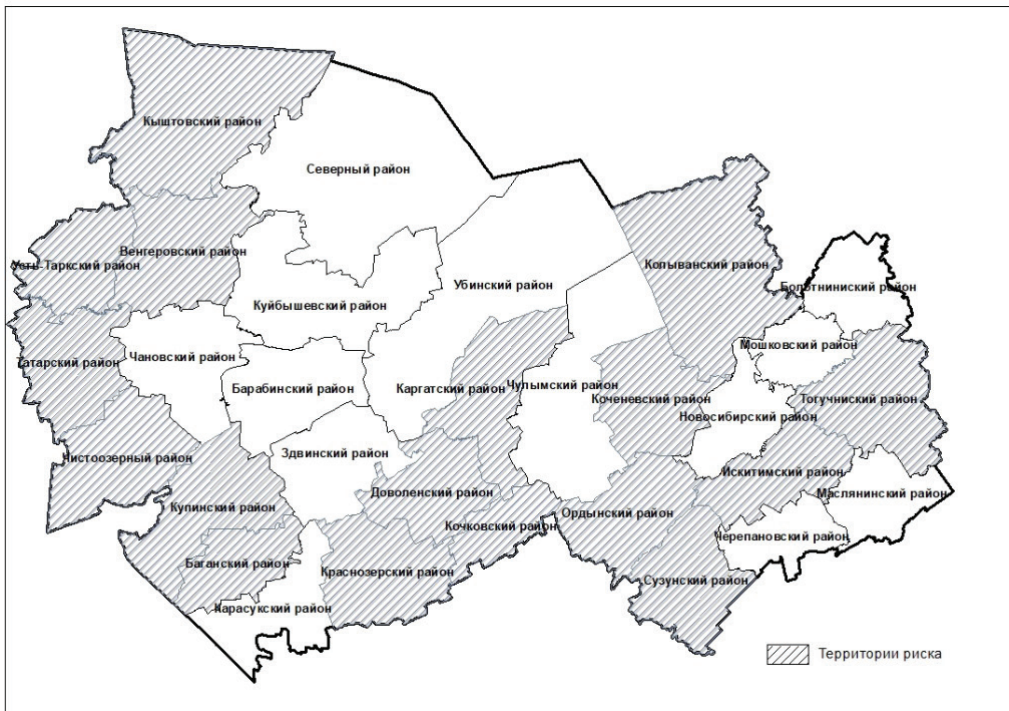 Кыштовский район
Северный район
Венгеровский район
Усть-Таркский район
Колыванский район
Убинский район
Болытнинский район
Куйбышевский район
Мошковский район
Чановский район
Татарский район
Барабинский район
Каргатский район
Чулымский район
Коченевский район
Тогучниский район
Новосибирский район
Здвинский район
Чистоозерный район
Искитимский район
Доволенский район
Маслянинский район
Купинский район
Кочковский район
Ордынский район
Черепановский район
Баганский район
Краснозерский район
Сузунский район
Карасукский район
Территории риска